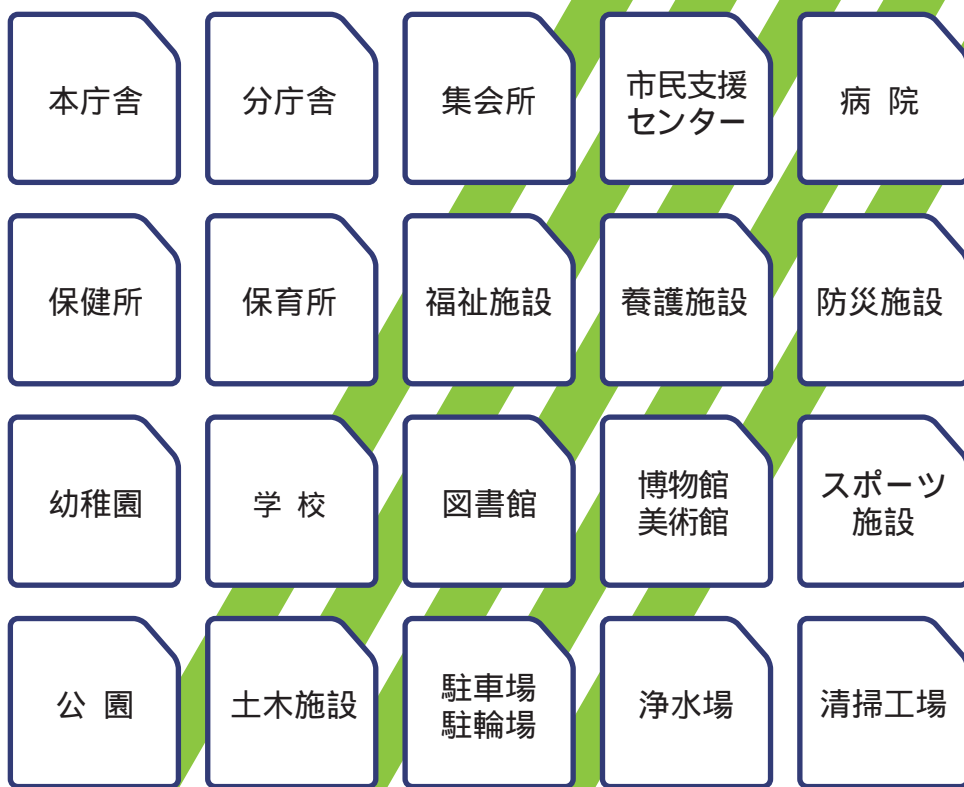 本庁舎
分庁舎
集会所
市民支援
センター
病 院
保健所
保育所
福祉施設
養護施設
防災施設
幼稚園
学 校
図書館
博物館
美術館
スポーツ
施設
公 園
土木施設
駐車場
駐輪場
浄水場
清掃工場